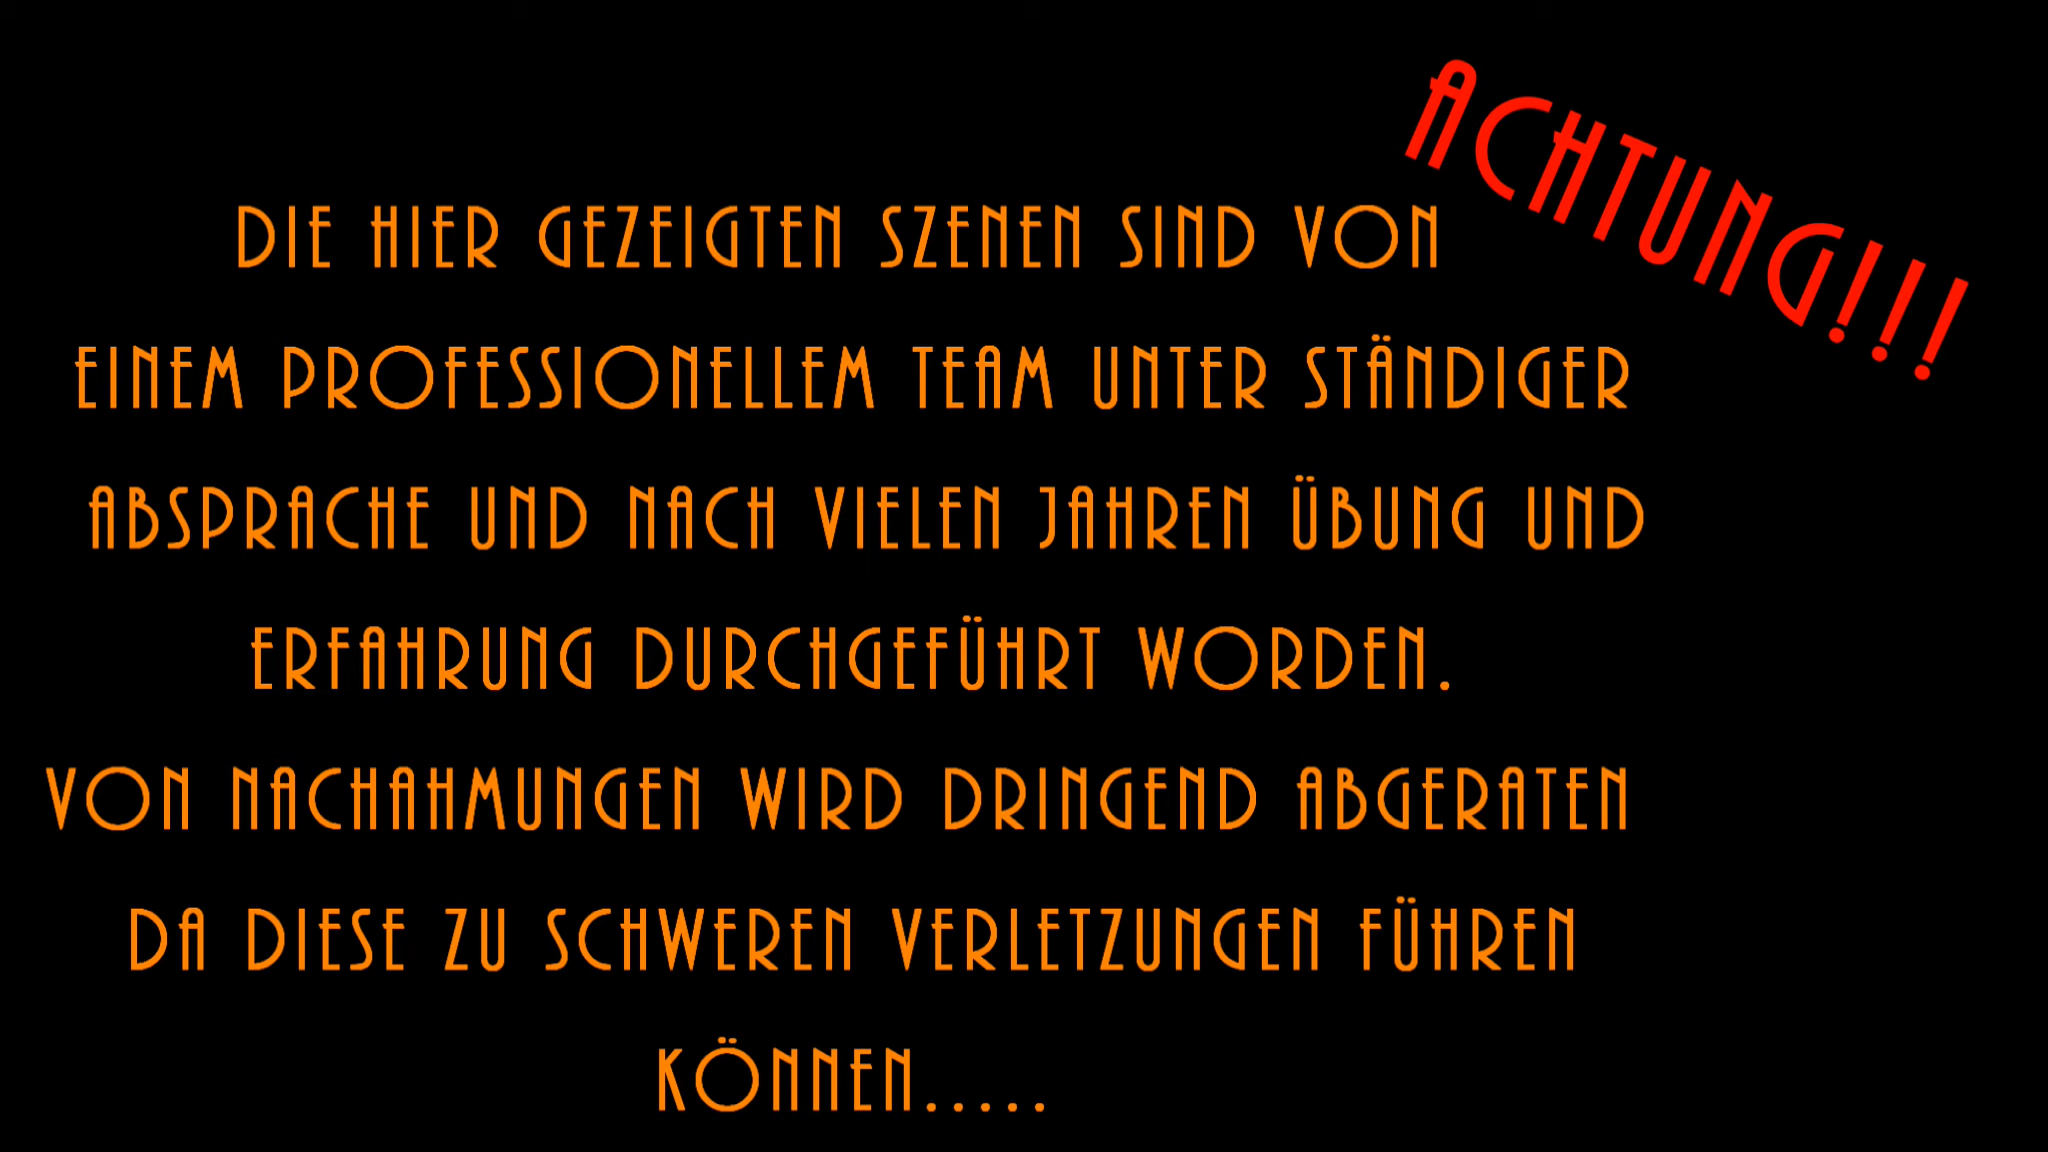 ACHTUNG!!!
DIE HIER GEZEIGTEN SZENEN SIND VON
EINEM PROFESSIONELLEM TEAM UNTER STÄNDIGER
ABSPRACHE UND NACH VIELEN JAHREN ÜBUNG UND
ERFAHRUNG DURCHGEFÜHRT WORDEN.
VON NACHAHMUNGEN WIRD DRINGEND ABGERATEN
DA DIESE ZU SCHWEREN VERLETZUNGEN FÜHREN
KÖNNEN.....